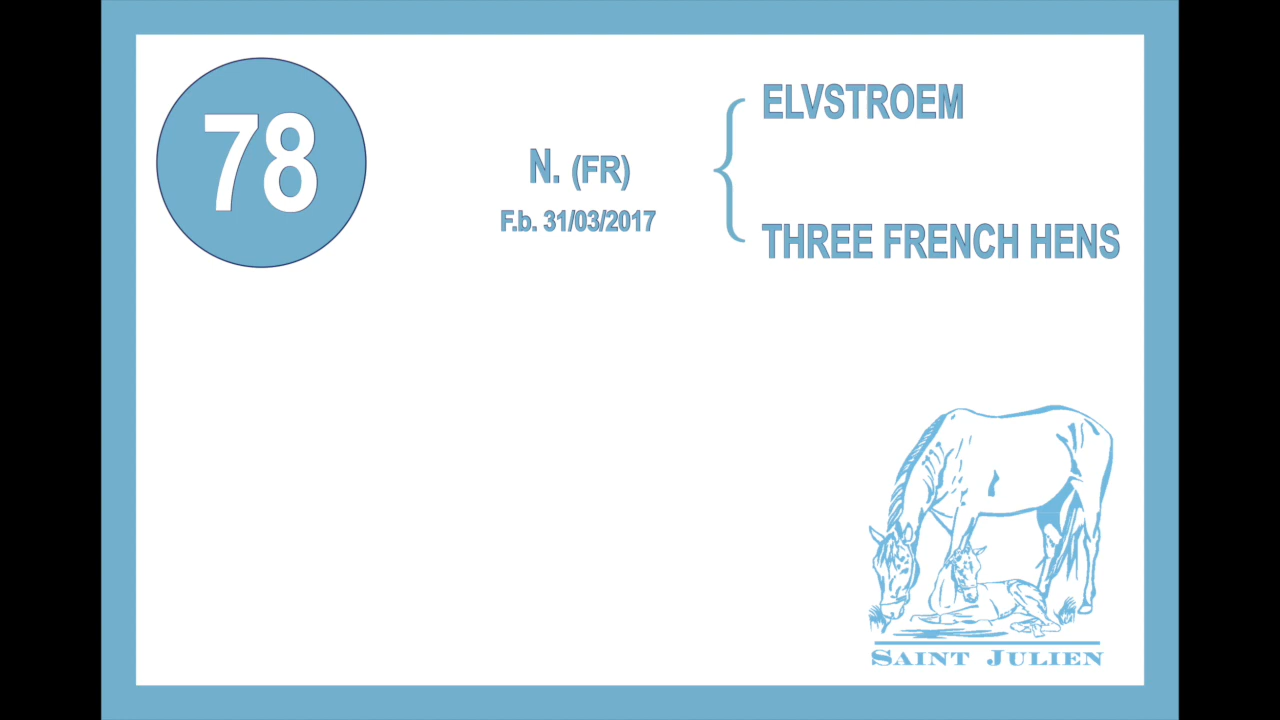 78
N. (FR)
F.b. 31/03/2017
ELVSTROEM
THREE FRENCH HENS
SAINT JULIEN